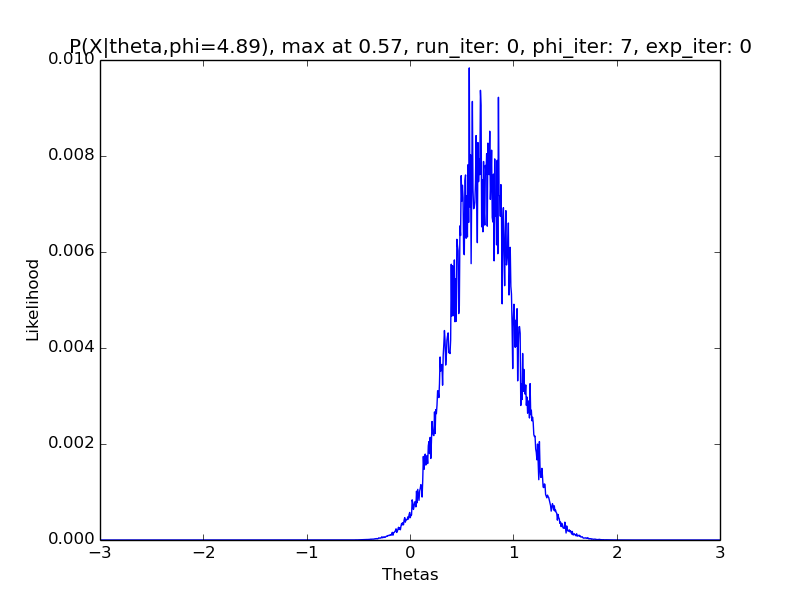 P(X|theta,phi=4.89), max at 0.57, run_iter: 0, phi_iter: 7, exp_iter: 0
0.010
0.008
0.006
0.004
0.002
0.000
Likelihood
−3 −2 −1 0 1 2 3
Thetas